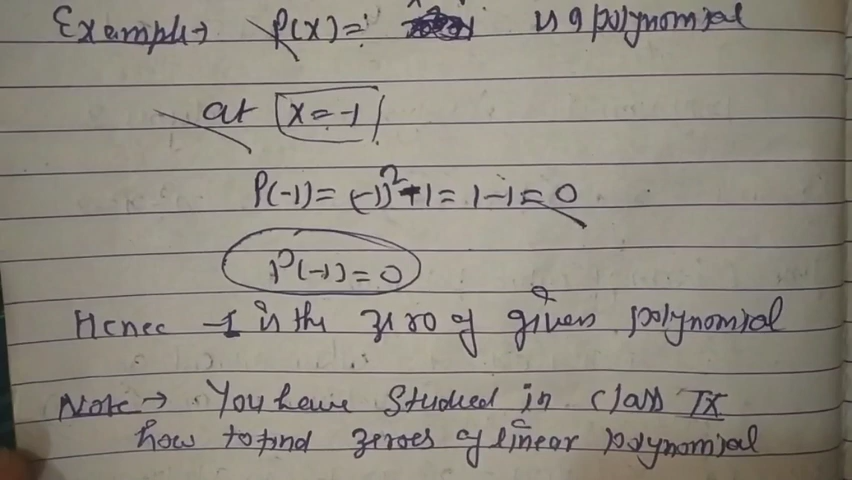 Example → P(x) = is a polynomial
at x = -1
P(-1) = (-1)² - 1 = 1 - 1 = 0
P(-1) = 0
Hence -1 is the zero of given polynomial
Note → You have studied in class IX
how to find zeroes of linear polynomial